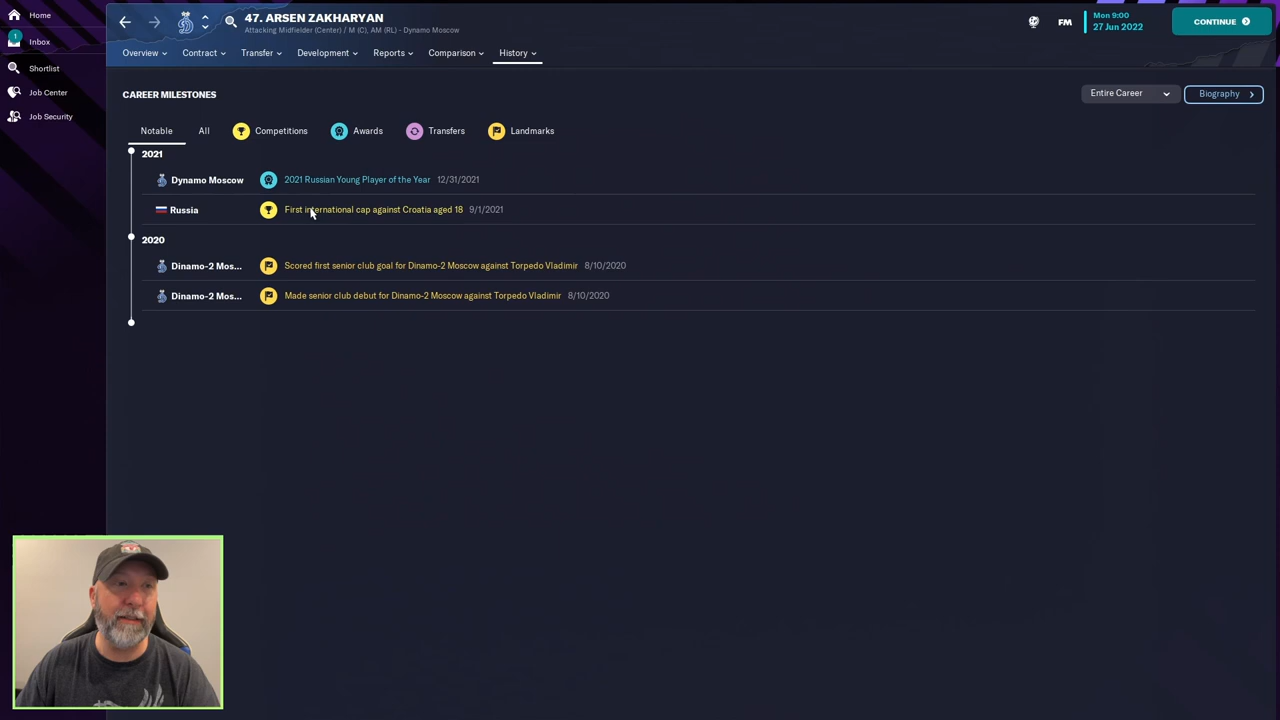 Home
1
Inbox
Shortlist
Job Center
Job Security
47. ARSEN ZAKHARYAN
Attacking Midfielder (Center) / M (C), AM (RL) - Dynamo Moscow
FM
Mon 9:00
27 Jun 2022
CONTINUE
Overview
Contract
Transfer
Development
Reports
Comparison
History
CAREER MILESTONES
Entire Career
Biography
Notable
All
Competitions
Awards
Transfers
Landmarks
2021
Dynamo Moscow 2021 Russian Young Player of the Year 12/31/2021
Russia First international cap against Croatia aged 18 9/1/2021
2020
Dinamo-2 Mos... Scored first senior club goal for Dinamo-2 Moscow against Torpedo Vladimir 8/10/2020
Dinamo-2 Mos... Made senior club debut for Dinamo-2 Moscow against Torpedo Vladimir 8/10/2020